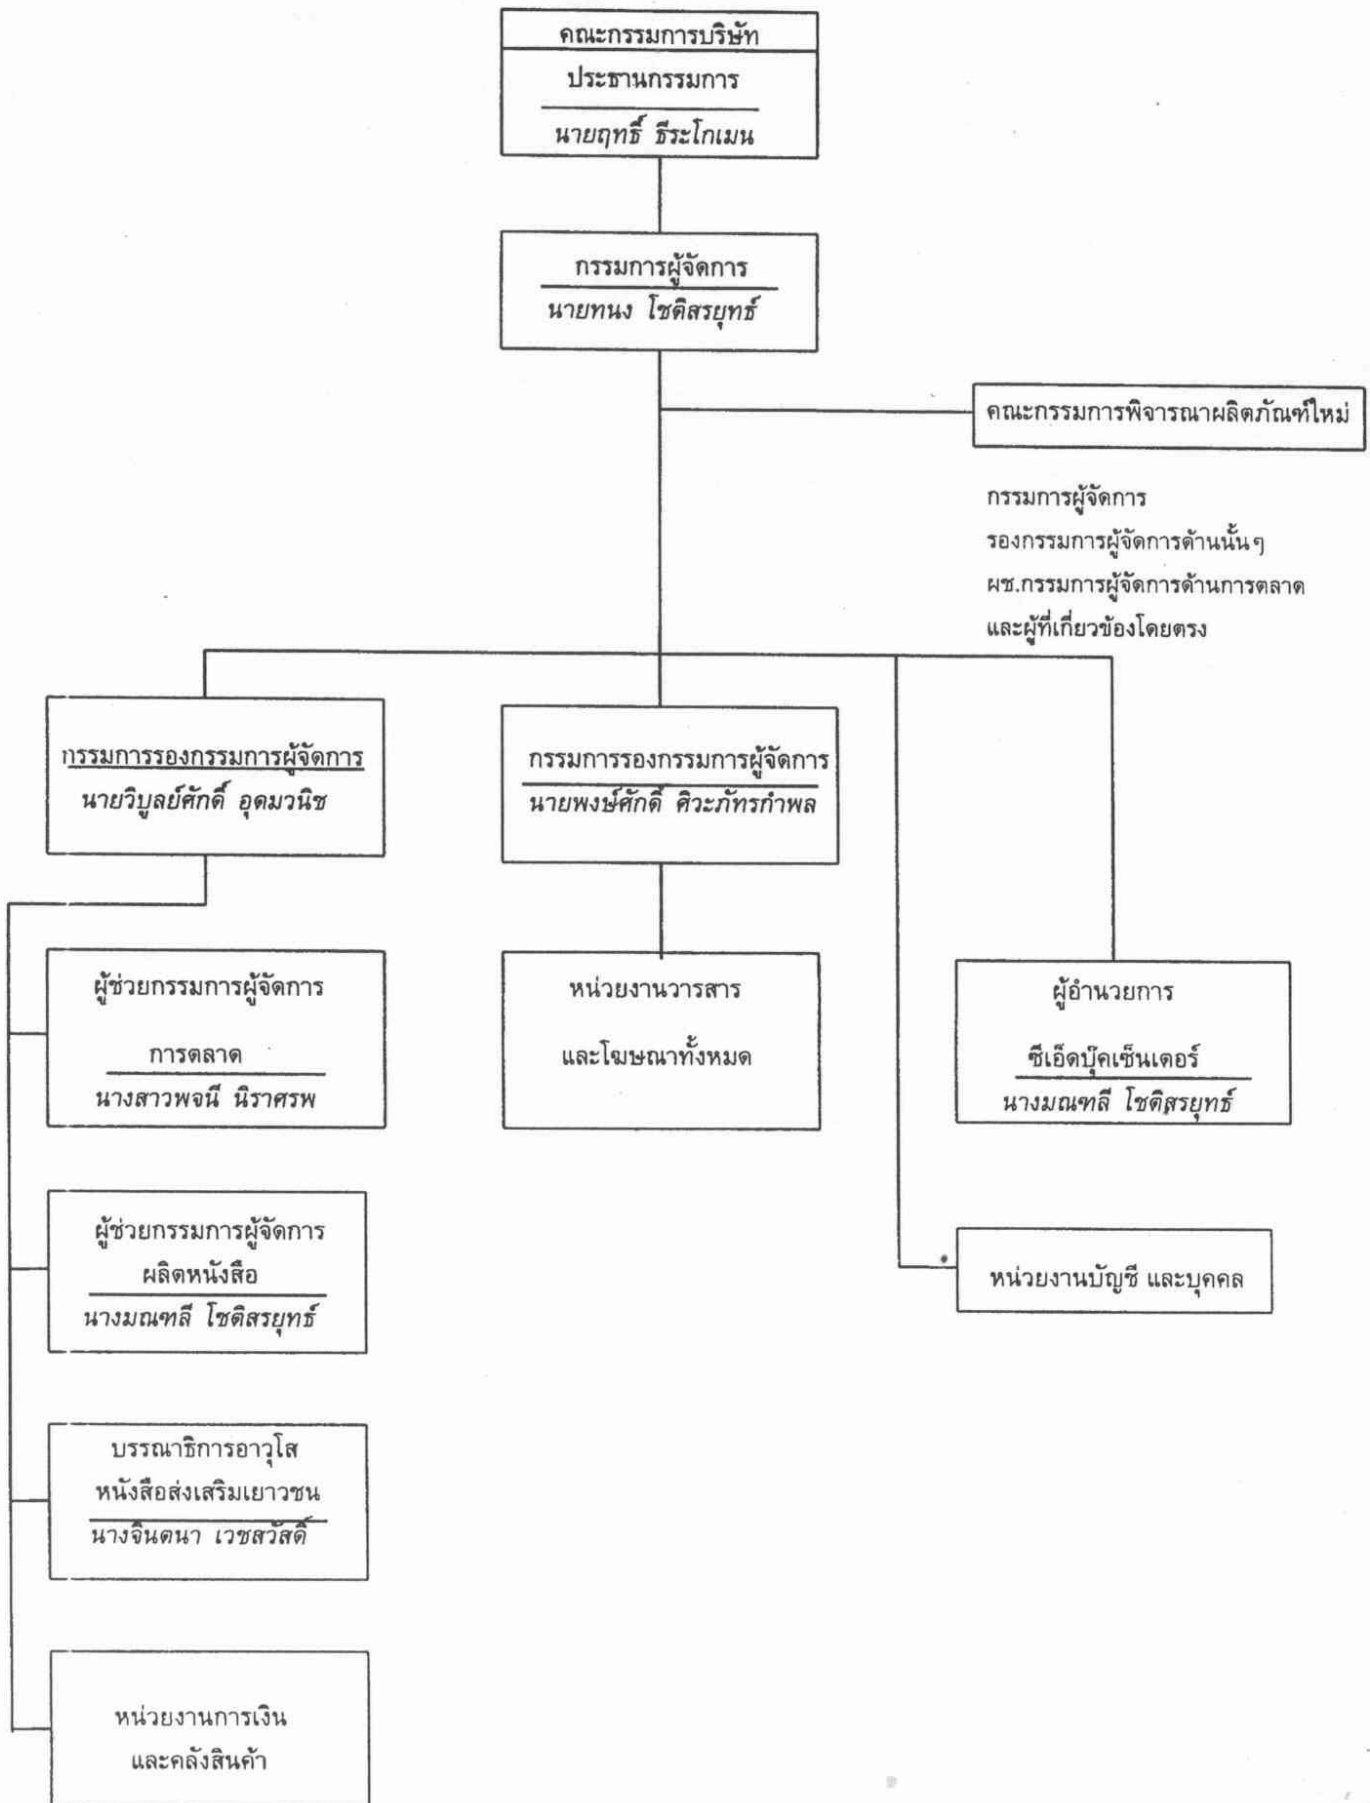 คณะกรรมการบริษัท
ประธานกรรมการ
นายฤทธิ์ ธีระโกเมน
กรรมการผู้จัดการ
นายทนง โชติสรยุทธ์
คณะกรรมการพิจารณาผลิตภัณฑ์ใหม่
กรรมการผู้จัดการ
รองกรรมการผู้จัดการด้านนั้นๆ
ผช.กรรมการผู้จัดการด้านการตลาด
และผู้ที่เกี่ยวข้องโดยตรง
กรรมการรองกรรมการผู้จัดการ
นายวิบูลย์ศักดิ์ อุดมวนิช
กรรมการรองกรรมการผู้จัดการ
นายพงษ์ศักดิ์ ศิวะภัทรกำพล
ผู้ช่วยกรรมการผู้จัดการ
การตลาด
นางสาวพจนี นิราศรพ
หน่วยงานวารสาร
และโฆษณาทั้งหมด
ผู้อำนวยการ
ซีเอ็ดบุ๊คเซ็นเตอร์
นางมณฑลี โชติสรยุทธ์
ผู้ช่วยกรรมการผู้จัดการ
ผลิตหนังสือ
นางมณฑลี โชติสรยุทธ์
หน่วยงานบัญชี และบุคคล
บรรณาธิการอาวุโส
หนังสือส่งเสริมเยาวชน
นางจินตนา เวชสวัสดิ์
หน่วยงานการเงิน
และคลังสินค้า